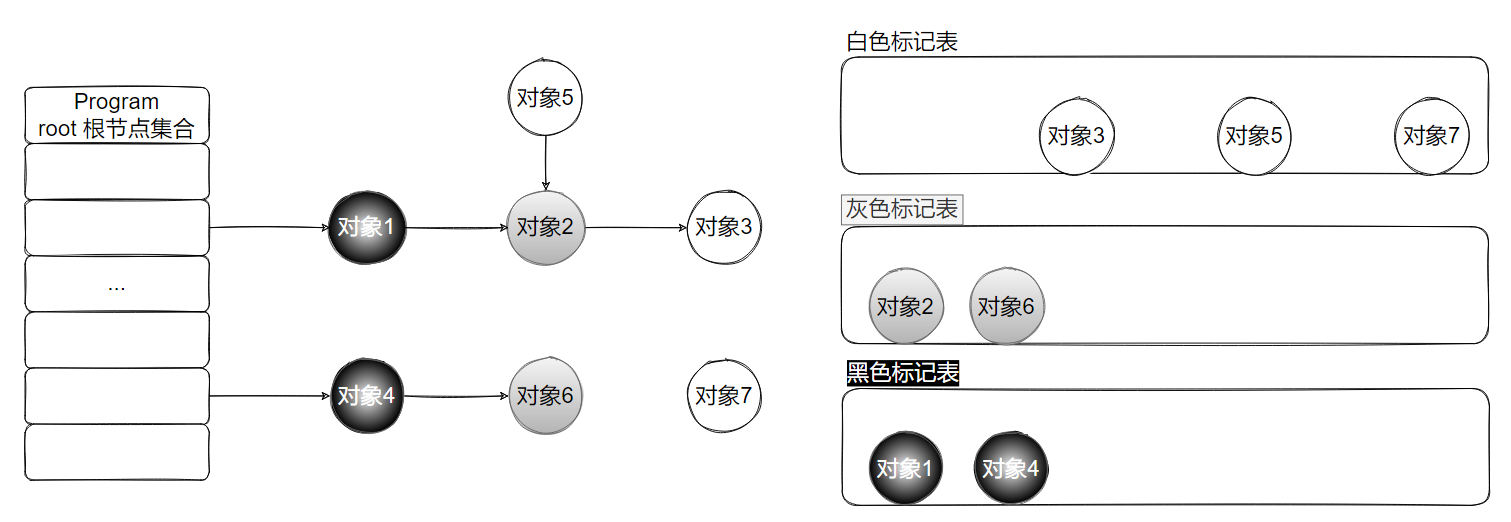 Program
root 根节点集合
...
对象5
对象1
对象2
对象3
对象4
对象6
对象7
白色标记表
对象3
对象5
对象7
灰色标记表
对象2
对象6
黑色标记表
对象1
对象4